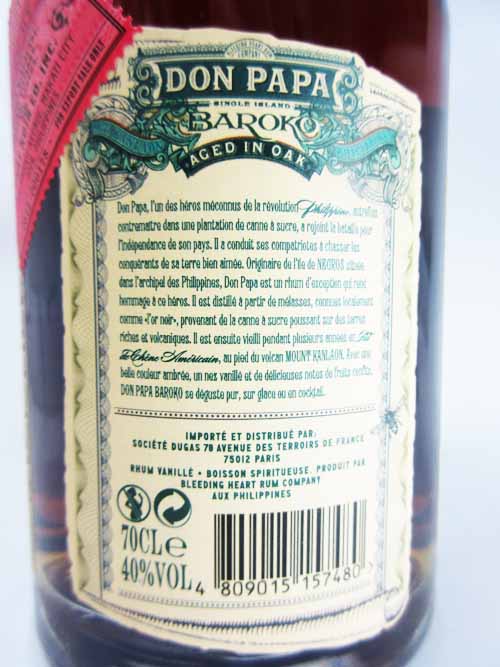 BLEEDING HEART RUM
COMPANY
DON PAPA
SINGLE ISLAND
BAROKO
AGED IN OAK
Don Papa, l'un des héros méconnus de la révolution philippine,
contremaître dans une plantation de canne à sucre, a rejoint la bataille pour
l'indépendance de son pays. Il a conduit ses compatriotes à chasser les
conquérants de sa terre bien aimée. Originaire de l'île de NEGROS située
dans l'archipel des Philippines, Don Papa est un rhum d'exception qui rend
hommage à ce héros. Il est distillé à partir de mélasses, connues localement
comme «l'or noir», provenant de la canne à sucre poussant sur des terres
riches et volcaniques. Il est ensuite vieilli pendant plusieurs années en fût
de Chêne Américain, au pied du volcan MOUNT KANLAON. Avec une
belle couleur ambrée, un nez vanillé et de délicieuses notes de fruits confits,
DON PAPA BAROKO se déguste pur, sur glace ou en cocktail.
IMPORTÉ ET DISTRIBUÉ PAR:
SOCIÉTÉ DUGAS 78 AVENUE DES TERROIRS DE FRANCE
75012 PARIS
RHUM VANILLÉ • BOISSON SPIRITUEUSE. PRODUIT PAR
BLEEDING HEART RUM COMPANY
AUX PHILIPPINES
70CL e
40%VOL
4 809015 157480
FOR EXPORT SALE ONLY